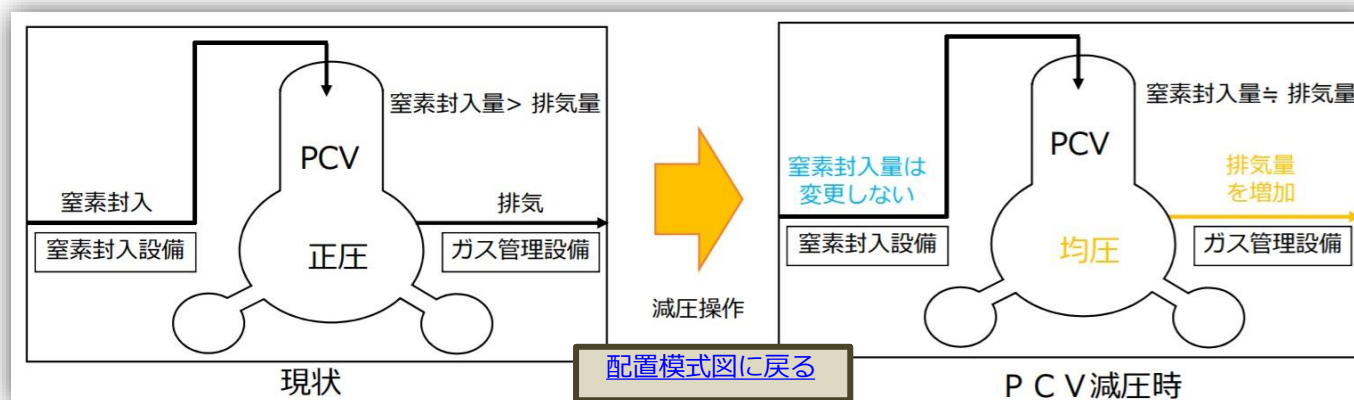 窒素封入量> 排気量
PCV
窒素封入
排気
窒素封入設備
正圧
ガス管理設備
現状
減圧操作
配置模式図に戻る
窒素封入量≒ 排気量
PCV
窒素封入量は
変更しない
排気量
を増加
窒素封入設備
均圧
ガス管理設備
ＰＣＶ減圧時